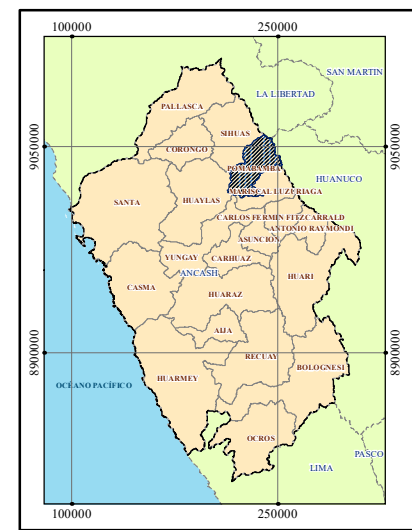 100000
250000
SAN MARTIN
LA LIBERTAD
PALLASCA
SIHUAS
9050000
9050000
CORONGO
POMABAMBA
HUANUCO
MARISCAL LUZURIAGA
SANTA
HUAYLAS
CARLOS FERMIN FITZCARRALD
ANTONIO RAYMONDI
ASUNCION
YUNGAY
CARHUAZ
ANCASH
HUARI
CASMA
HUARAZ
AIJA
8900000
8900000
RECUAY
BOLOGNESI
HUARMEY
OCÉANO PACÍFICO
OCROS
PASCO
LIMA
100000
250000